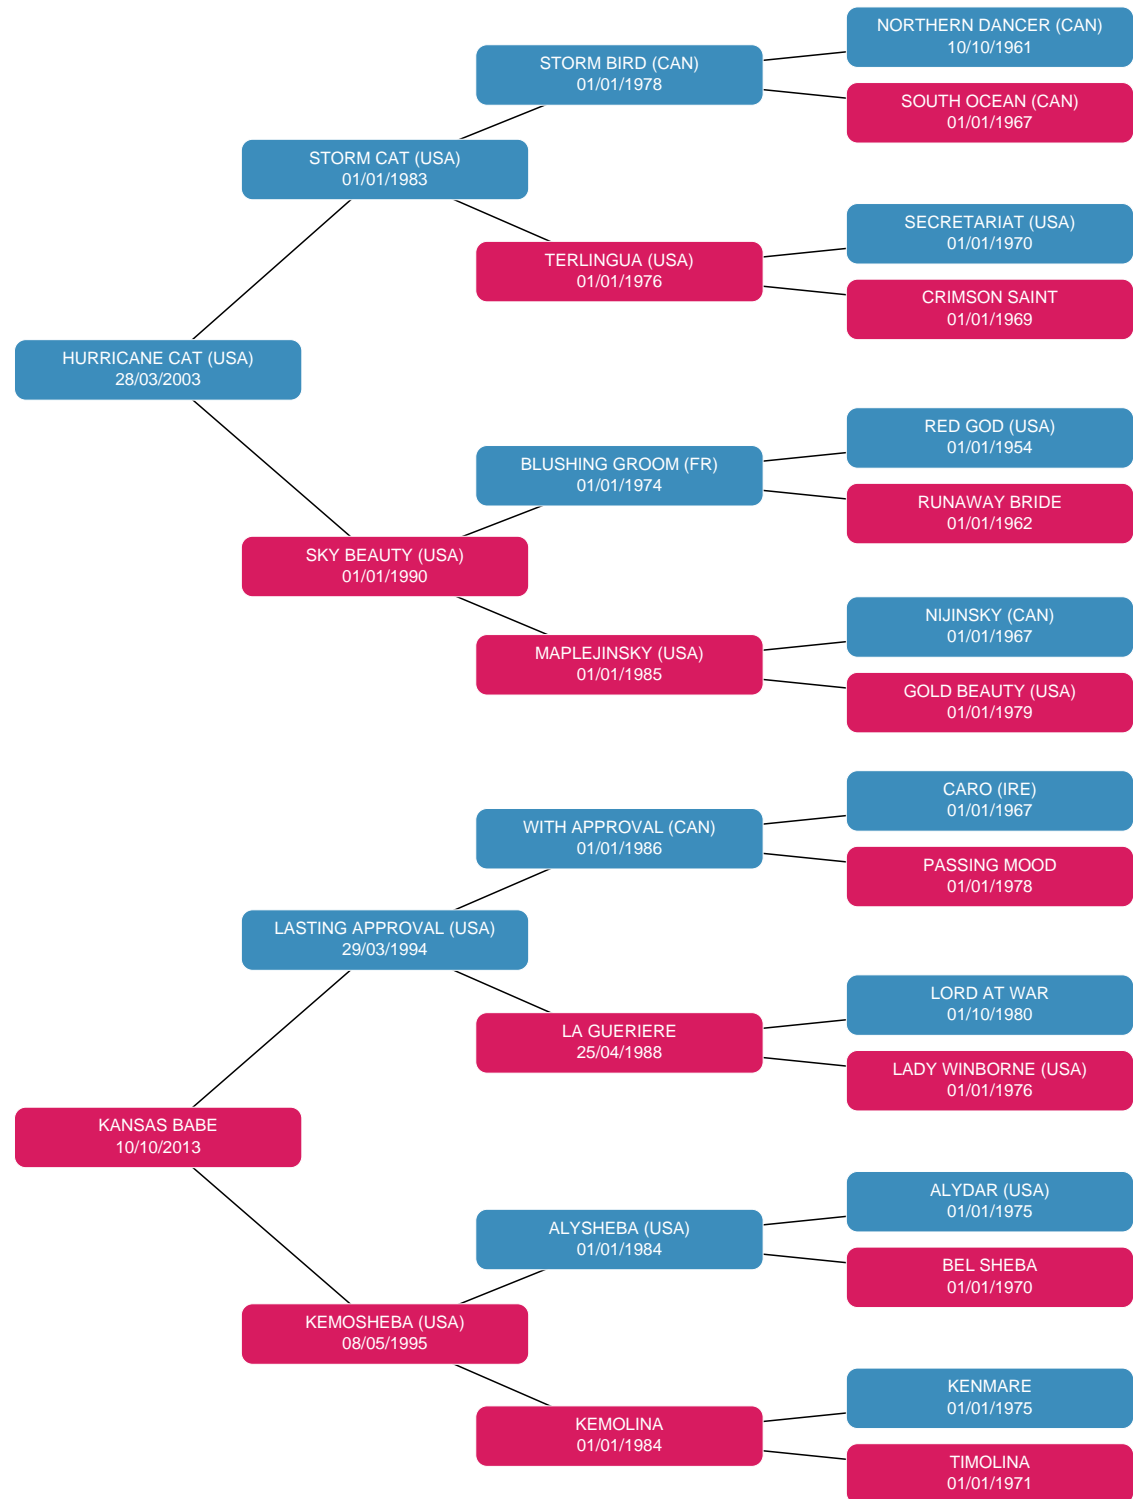 NORTHERN DANCER (CAN)
10/10/1961
STORM BIRD (CAN)
01/01/1978
SOUTH OCEAN (CAN)
01/01/1967
STORM CAT (USA)
01/01/1983
SECRETARIAT (USA)
01/01/1970
TERLINGUA (USA)
01/01/1976
CRIMSON SAINT
01/01/1969
HURRICANE CAT (USA)
28/03/2003
RED GOD (USA)
01/01/1954
BLUSHING GROOM (FR)
01/01/1974
RUNAWAY BRIDE
01/01/1962
SKY BEAUTY (USA)
01/01/1990
NIJINSKY (CAN)
01/01/1967
MAPLEJINSKY (USA)
01/01/1985
GOLD BEAUTY (USA)
01/01/1979
CARO (IRE)
01/01/1967
WITH APPROVAL (CAN)
01/01/1986
PASSING MOOD
01/01/1978
LASTING APPROVAL (USA)
29/03/1994
LORD AT WAR
01/10/1980
LA GUERIERE
25/04/1988
LADY WINBORNE (USA)
01/01/1976
KANSAS BABE
10/10/2013
ALYDAR (USA)
01/01/1975
ALYSHEBA (USA)
01/01/1984
BEL SHEBA
01/01/1970
KEMOSHEBA (USA)
08/05/1995
KENMARE
01/01/1975
KEMOLINA
01/01/1984
TIMOLINA
01/01/1971